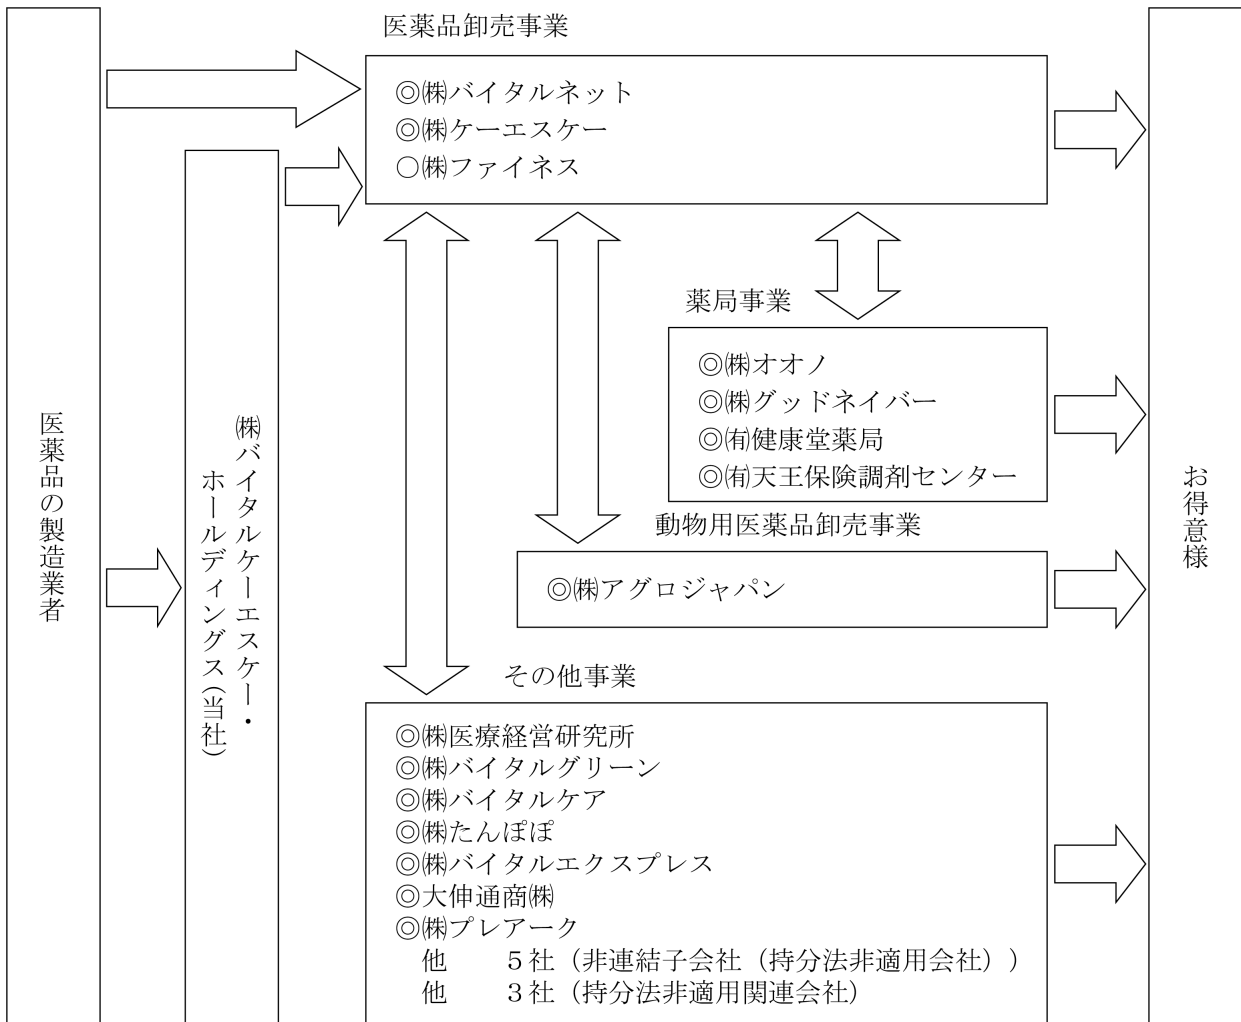 医薬品卸売事業
◎㈱バイタルネット
◎㈱ケーエスケー
○㈱ファイネス
薬局事業
◎㈱オオノ
◎㈱グッドネイバー
◎㈲健康堂薬局
◎㈲天王保険調剤センター
医薬品の製造業者
㈱バイタルケーエスケー・
ホールディングス(当社)
お得意様
動物用医薬品卸売事業
◎㈱アグロジャパン
その他事業
◎㈱医療経営研究所
◎㈱バイタルグリーン
◎㈱バイタルケア
◎㈱たんぽぽ
◎㈱バイタルエクスプレス
◎大伸通商㈱
◎㈱プレアーク
他　　５社（非連結子会社（持分法非適用会社））
他　　３社（持分法非適用関連会社）